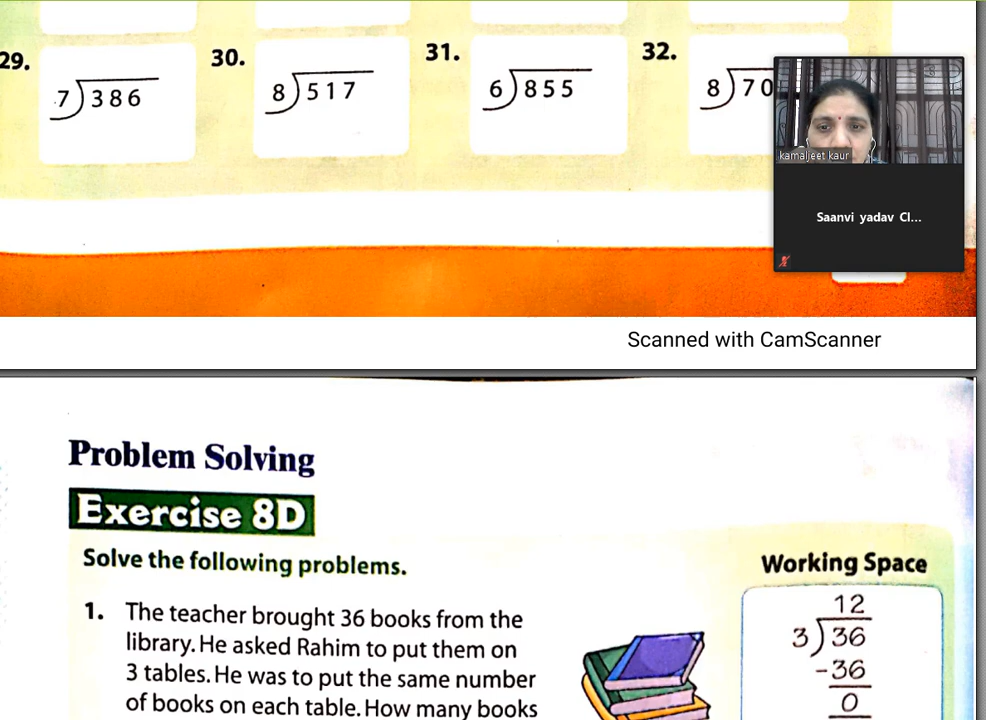 29.
7)386
30.
8)517
31.
6)855
32.
8)70
kamaljeet kaur
Saanvi yadav Cl...
Scanned with CamScanner
Problem Solving
Exercise 8D
Solve the following problems.
Working Space
1. The teacher brought 36 books from the
library. He asked Rahim to put them on
3 tables. He was to put the same number
of books on each table. How many books
12
3)36
-36
0